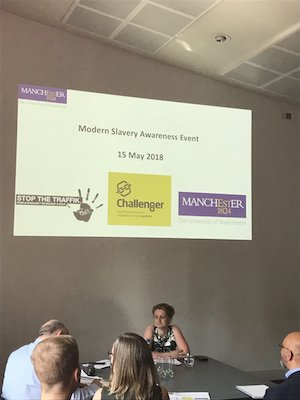 MANCHESTER
1824
Modern Slavery Awareness Event
15 May 2018
STOP THE TRAFFIK
Challenger
MANCHESTER
1824
The University of Manchester